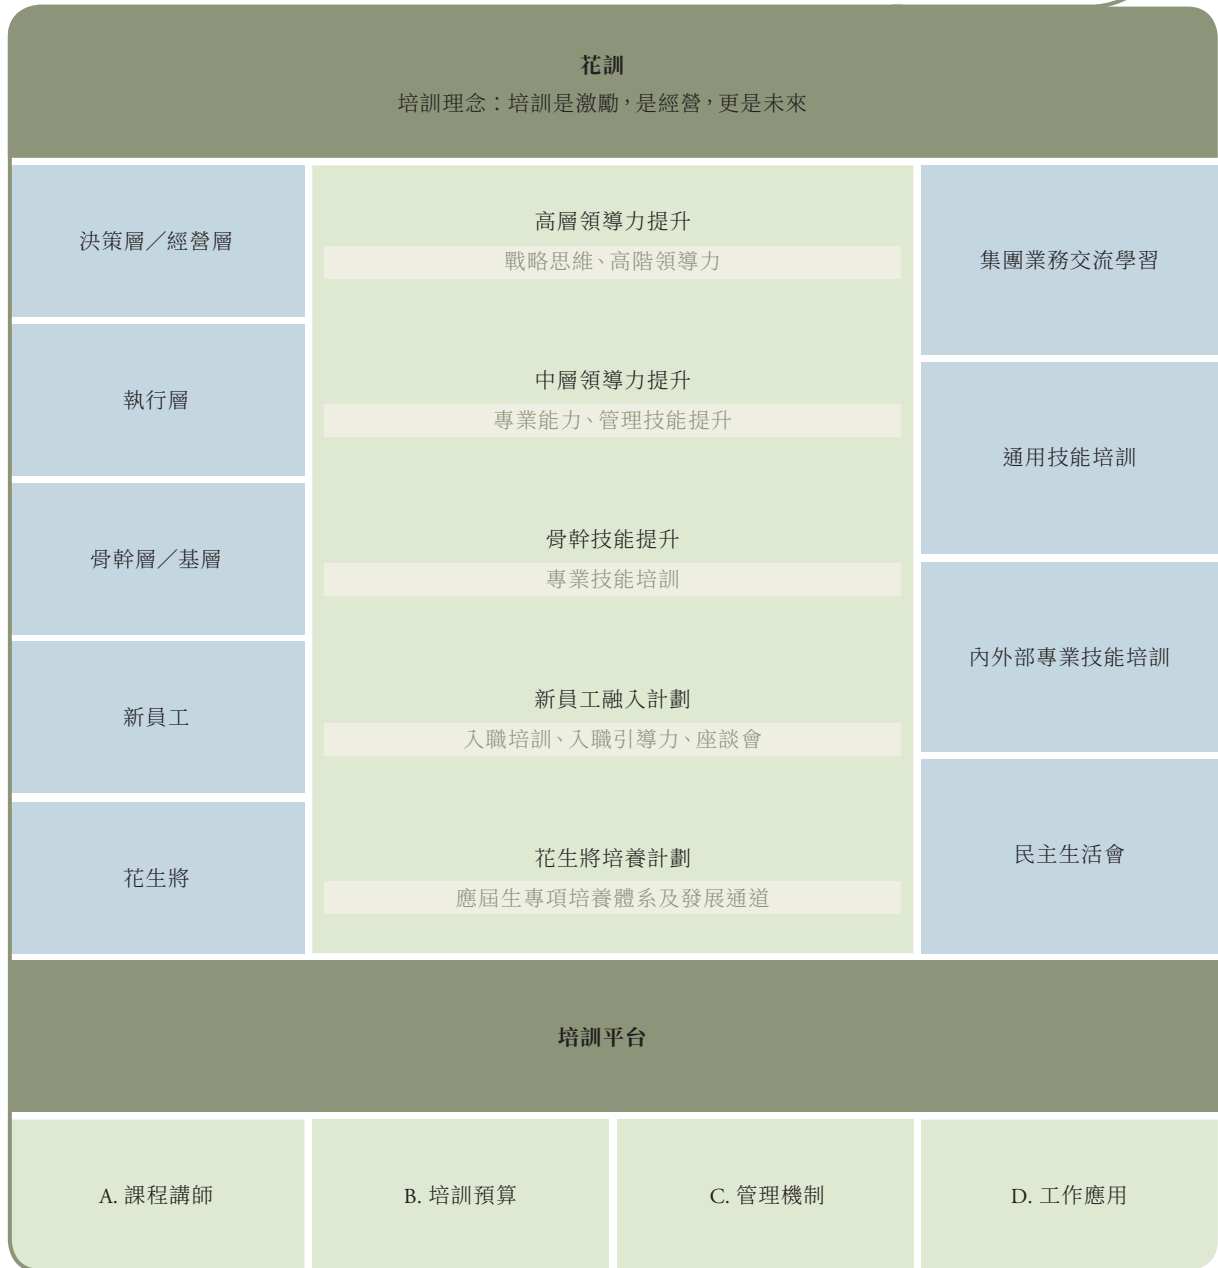 花訓
培訓理念：培訓是激勵，是經營，更是未來
決策層／經營層
高層領導力提升
戰略思維、高階領導力
集團業務交流學習
執行層
中層領導力提升
專業能力、管理技能提升
通用技能培訓
骨幹層／基層
骨幹技能提升
專業技能培訓
內外部專業技能培訓
新員工
新員工融入計劃
入職培訓、入職引導力、座談會
民主生活會
花生將
花生將培養計劃
應屆生專項培養體系及發展通道
培訓平台
A. 課程講師
B. 培訓預算
C. 管理機制
D. 工作應用